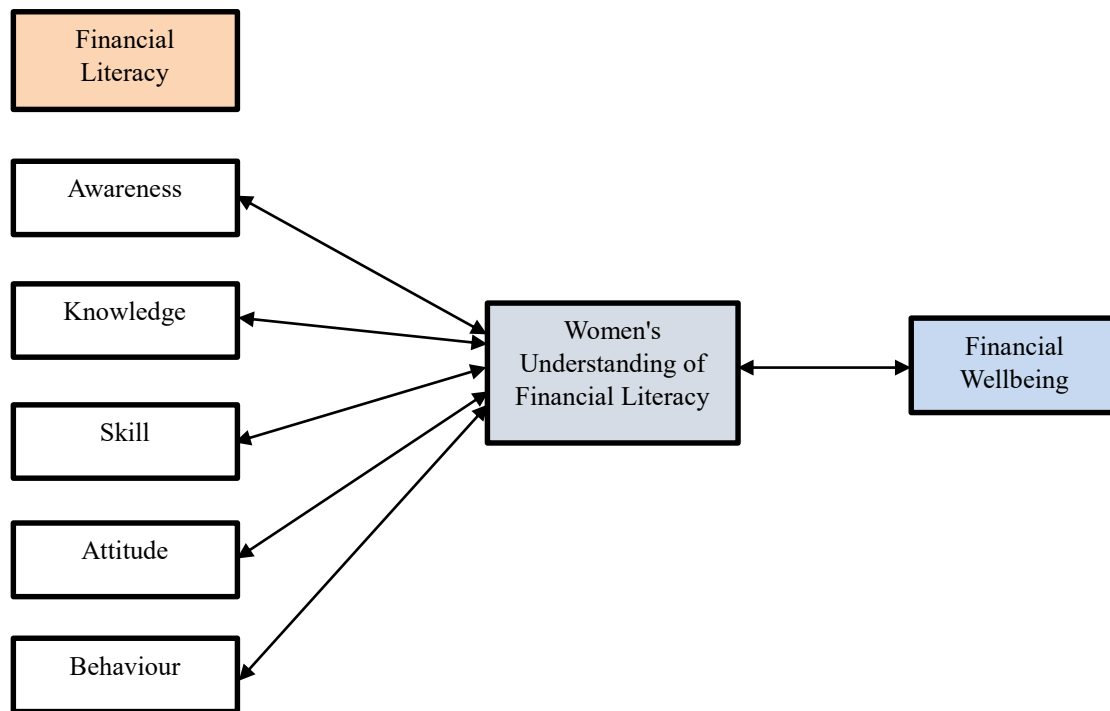 Financial
Literacy
Awareness
Knowledge
Skill
Attitude
Behaviour
Women's
Understanding of
Financial Literacy
Financial
Wellbeing